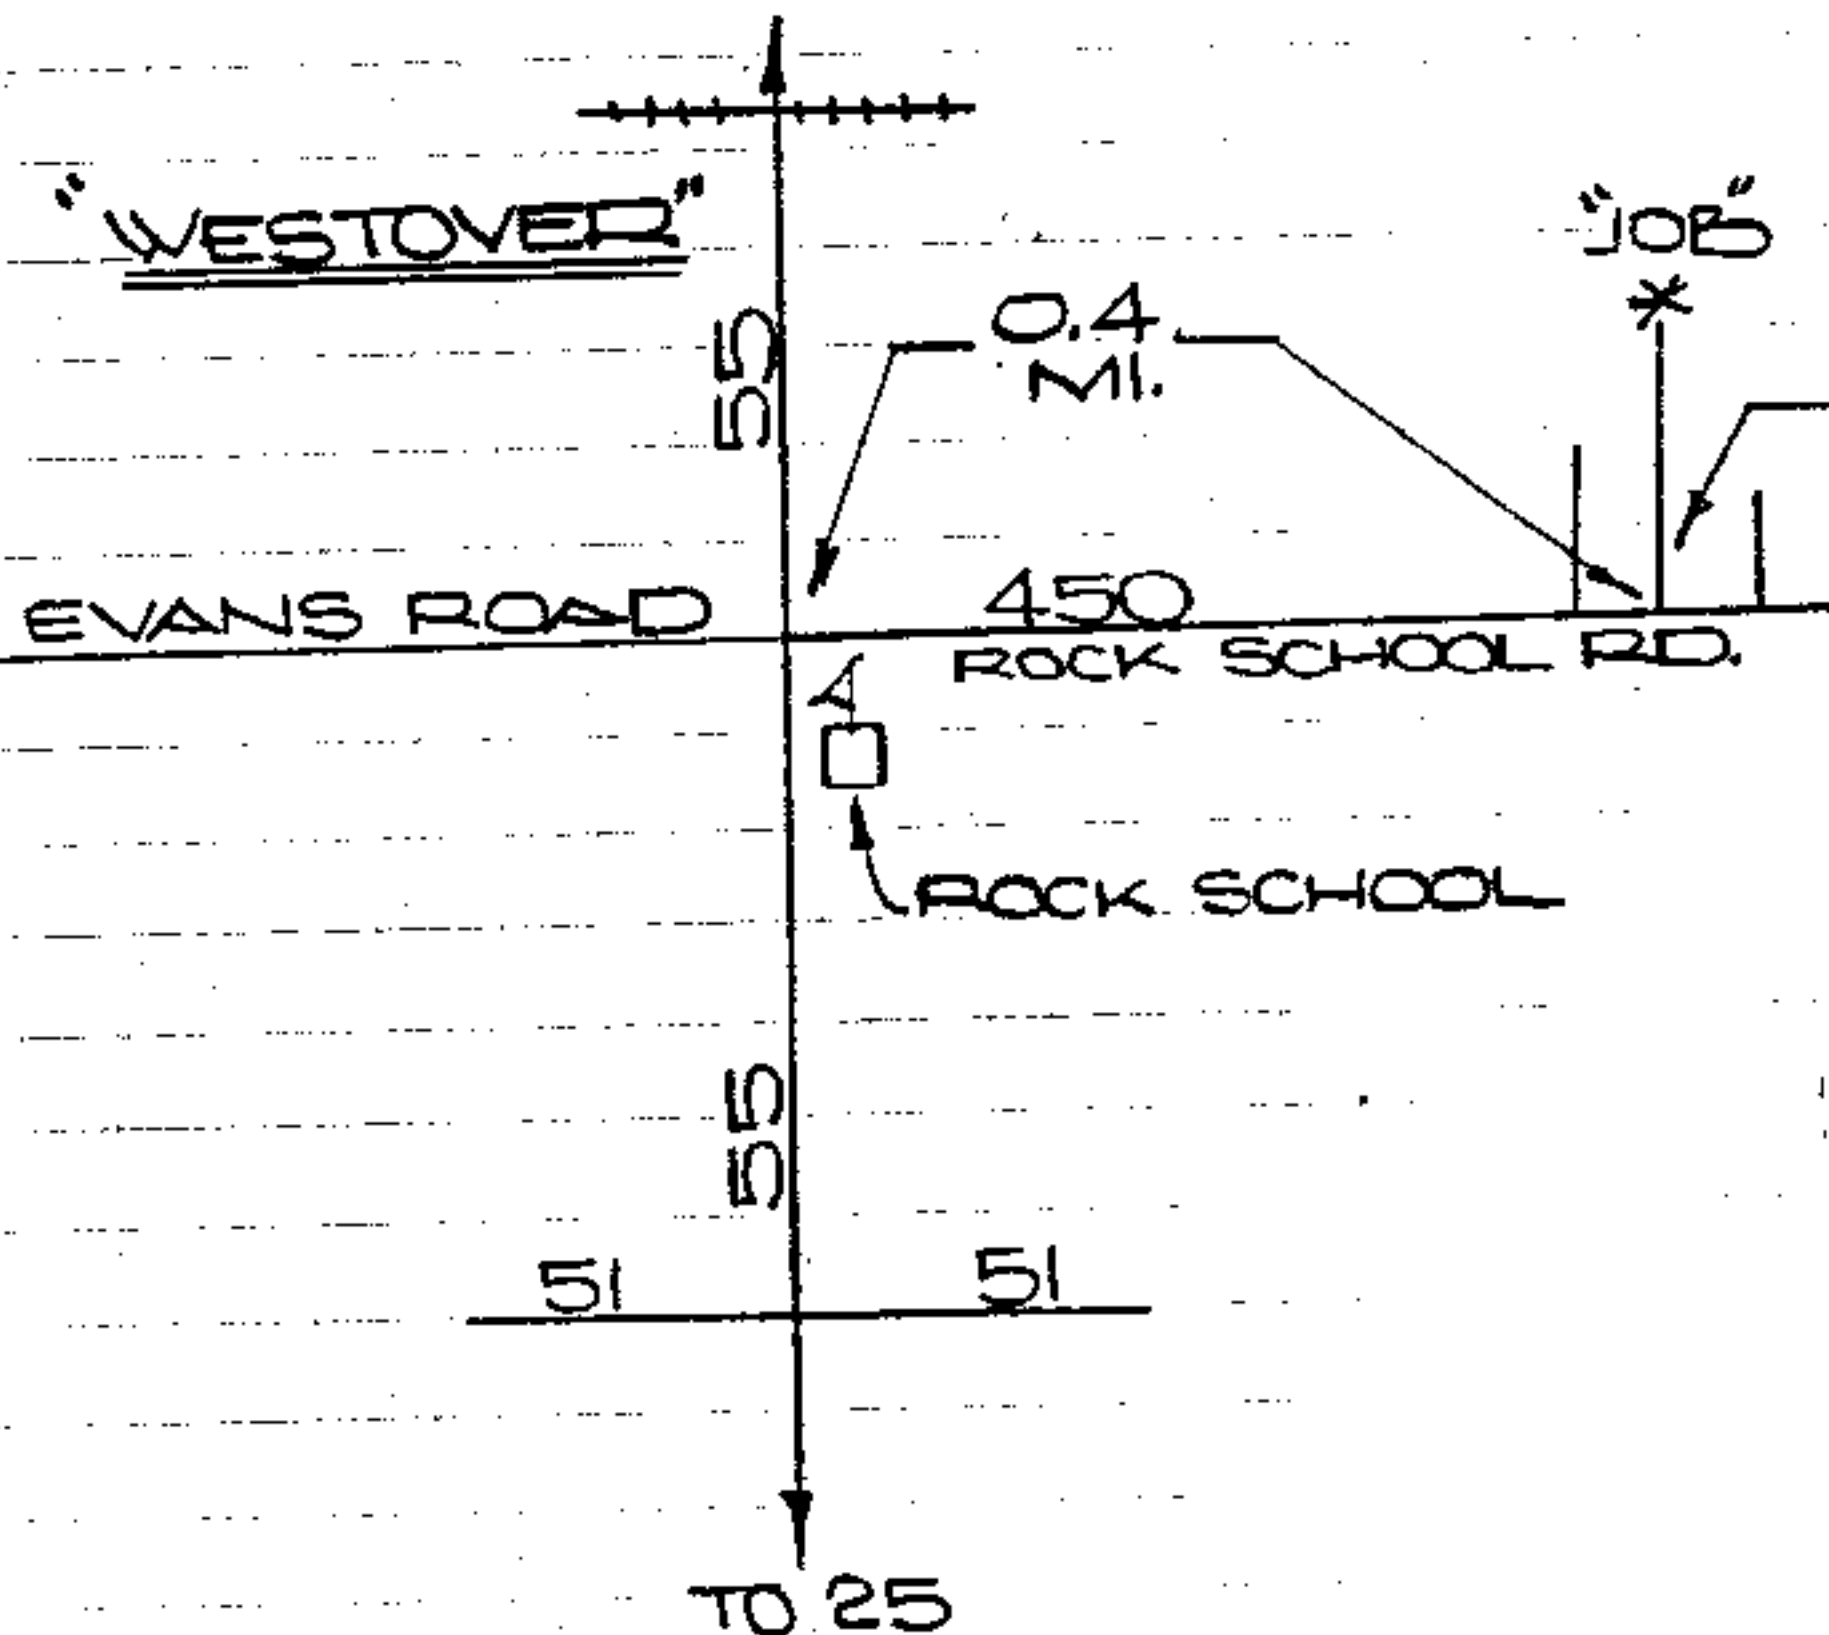 "WESTOVER"
"JOB"
0.4
MI.
55
EVANS ROAD
450
ROCK SCHOOL RD.
ROCK SCHOOL
55
51
51
TO 25